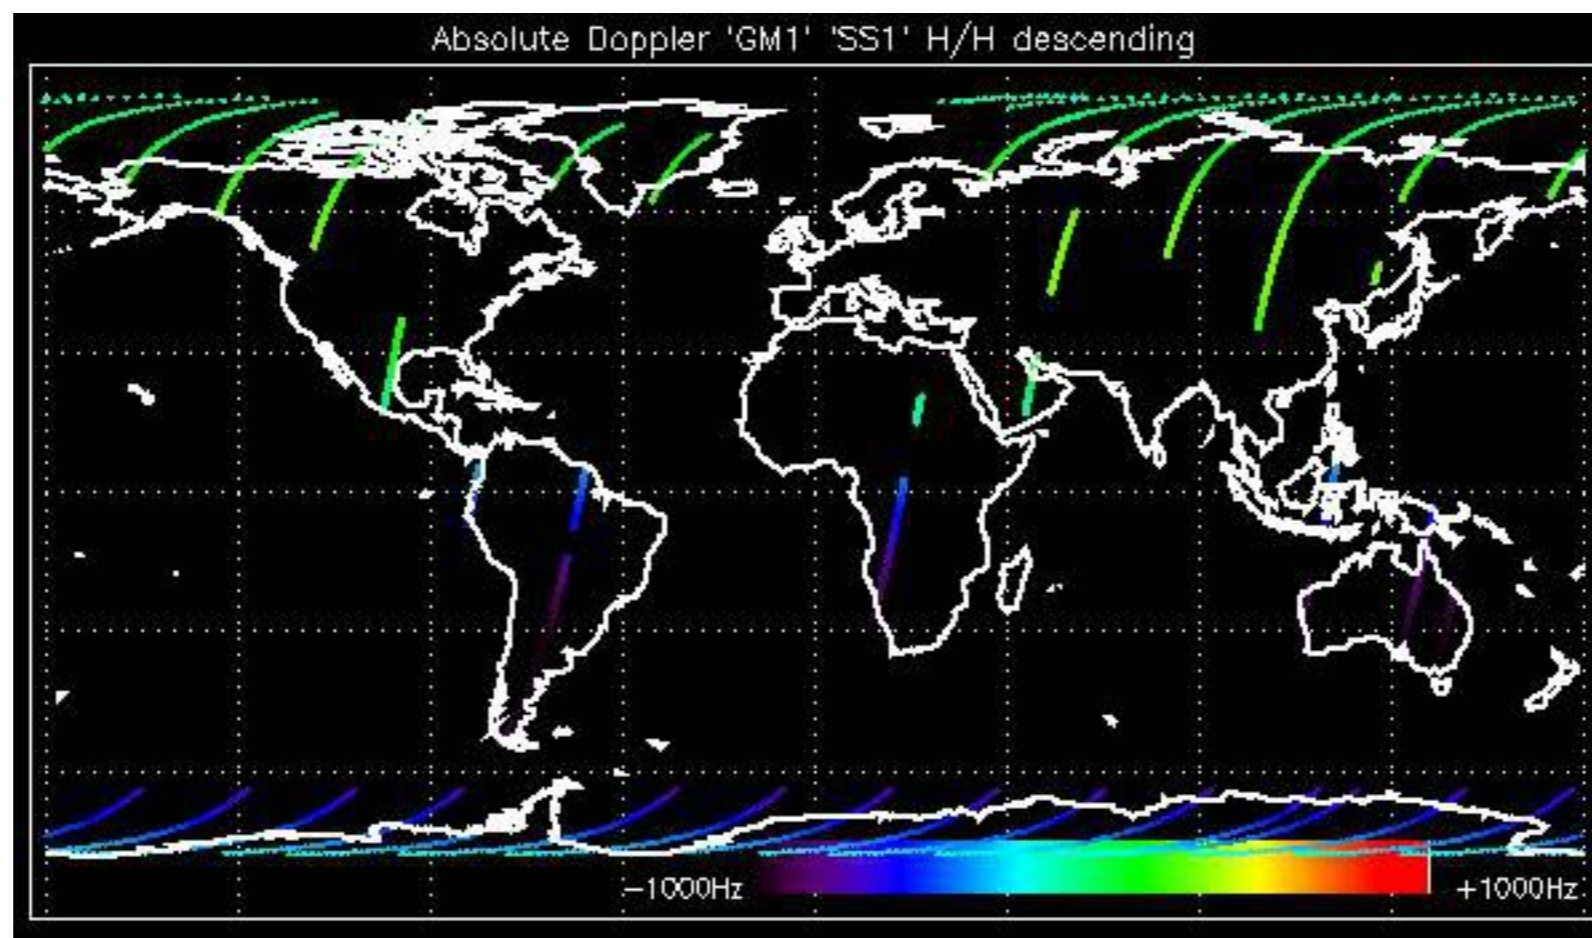 Absolute Doppler 'GM1' 'SS1' H/H descending
-1000Hz
+1000Hz